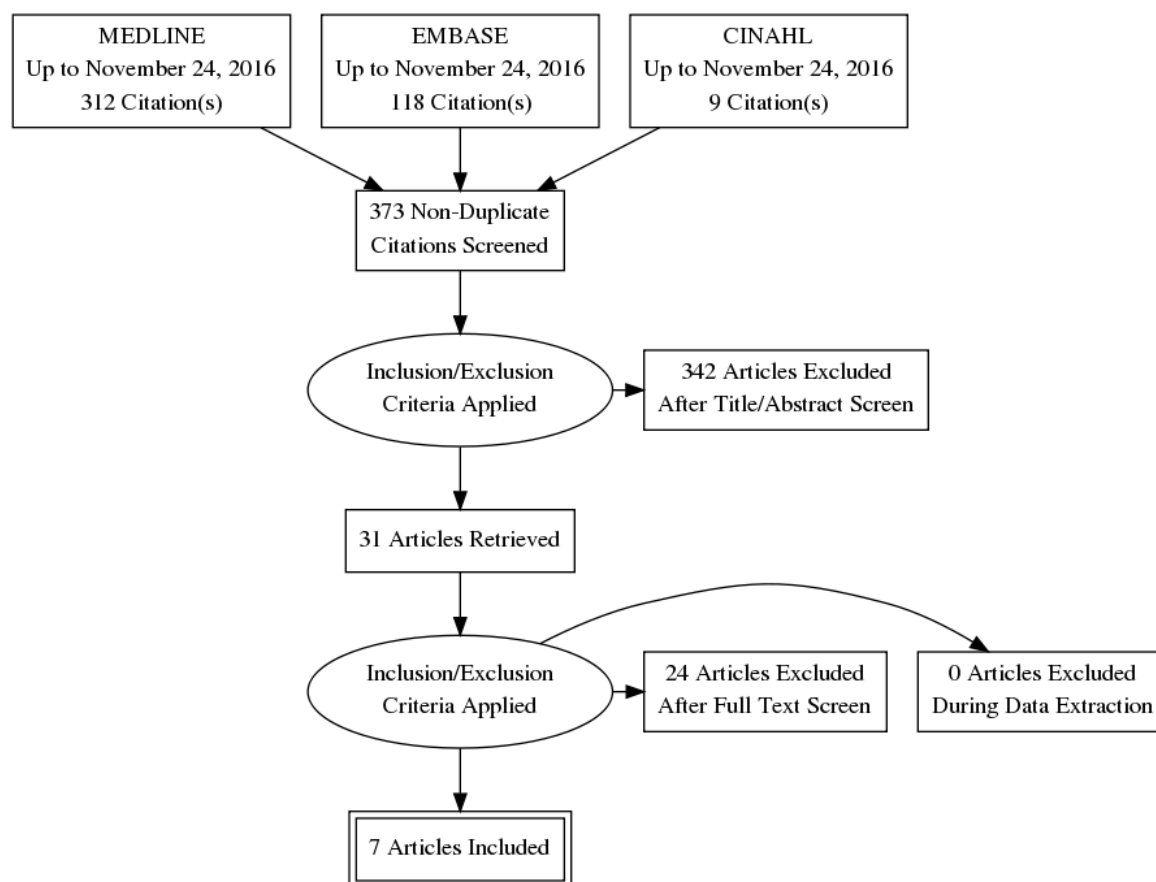 MEDLINE
Up to November 24, 2016
312 Citation(s)
EMBASE
Up to November 24, 2016
118 Citation(s)
CINAHL
Up to November 24, 2016
9 Citation(s)
373 Non-Duplicate
Citations Screened
Inclusion/Exclusion
Criteria Applied
342 Articles Excluded
After Title/Abstract Screen
31 Articles Retrieved
Inclusion/Exclusion
Criteria Applied
24 Articles Excluded
After Full Text Screen
0 Articles Excluded
During Data Extraction
7 Articles Included